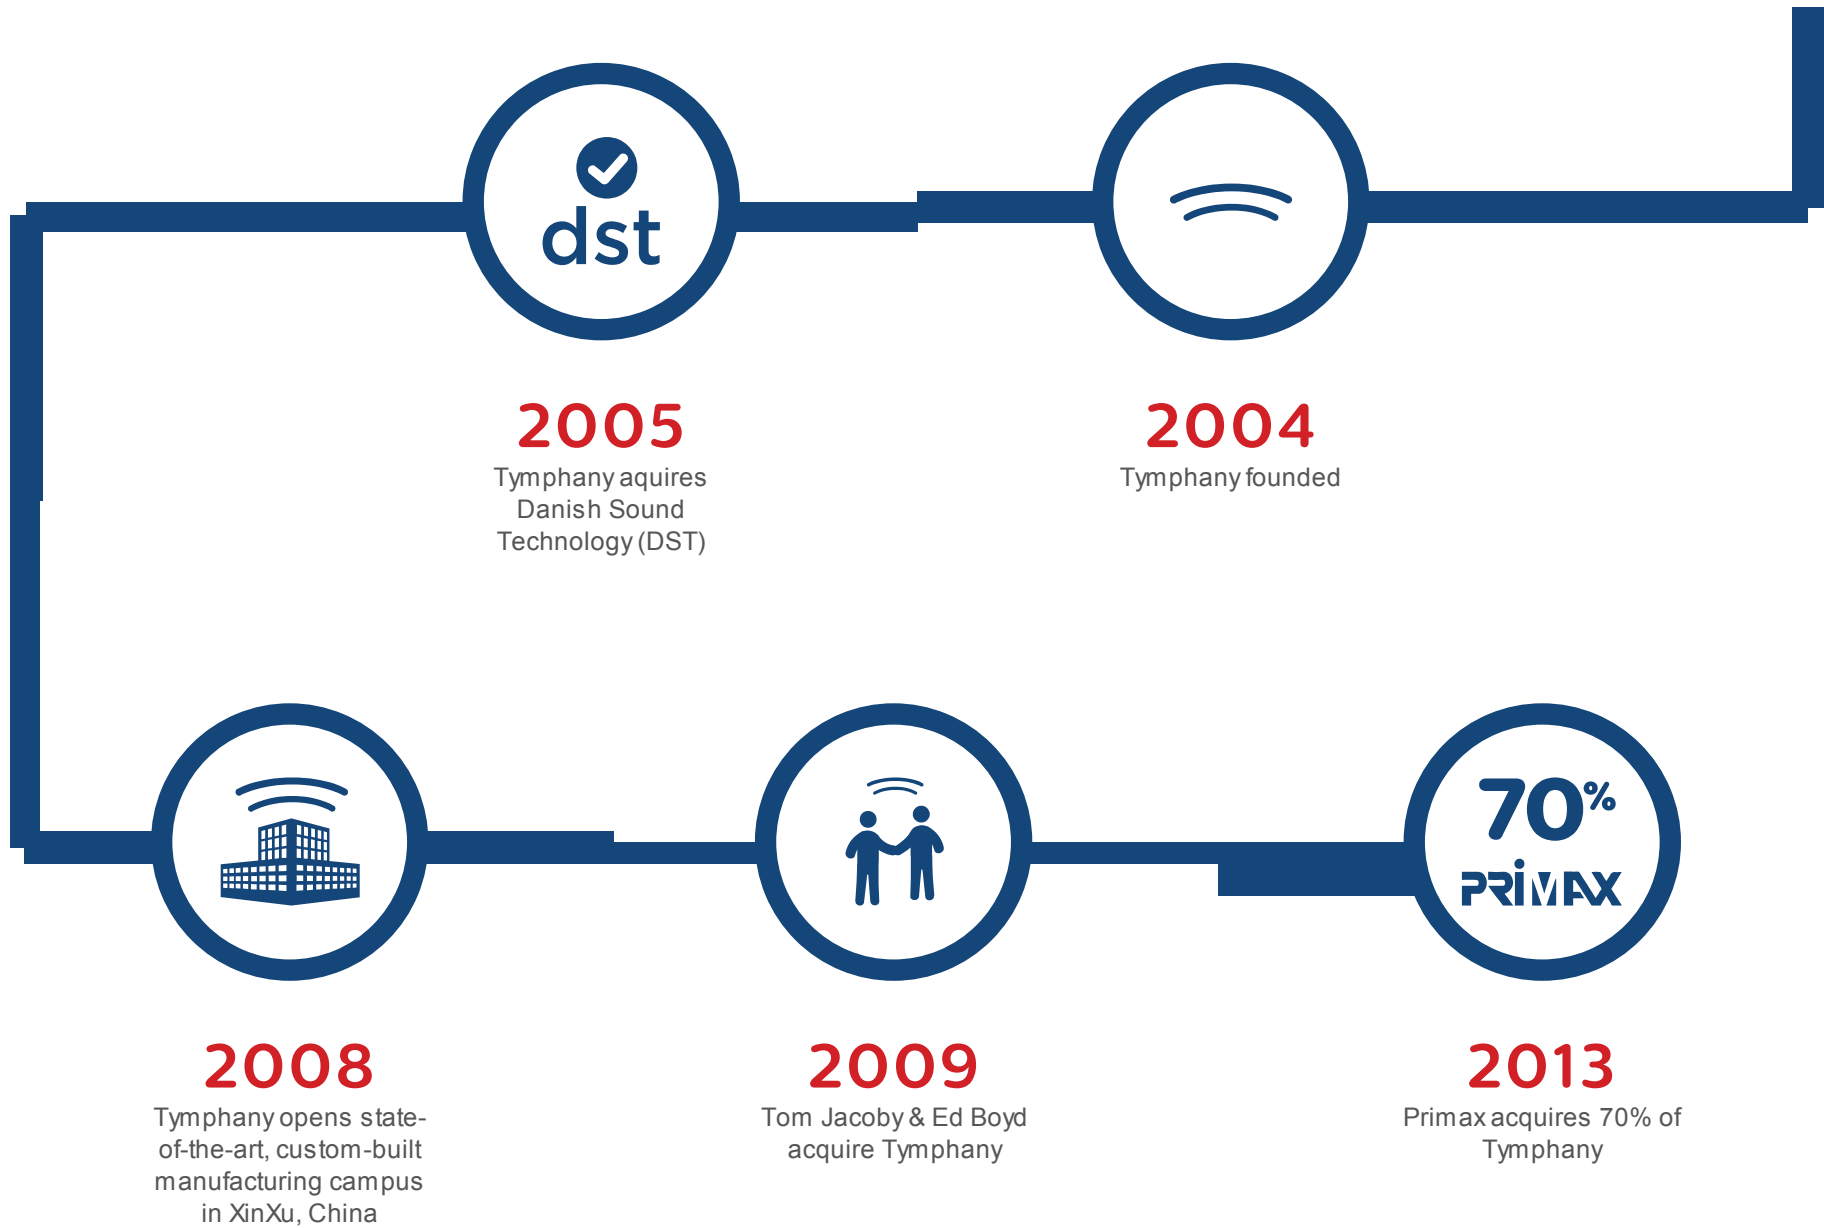 dst
2005
Tymphany aquires
Danish Sound
Technology (DST)
2004
Tymphany founded
2008
Tymphany opens state-
of-the-art, custom-built
manufacturing campus
in XinXu, China
2009
Tom Jacoby & Ed Boyd
acquire Tymphany
70%
PRiMAX
2013
Primax acquires 70% of
Tymphany